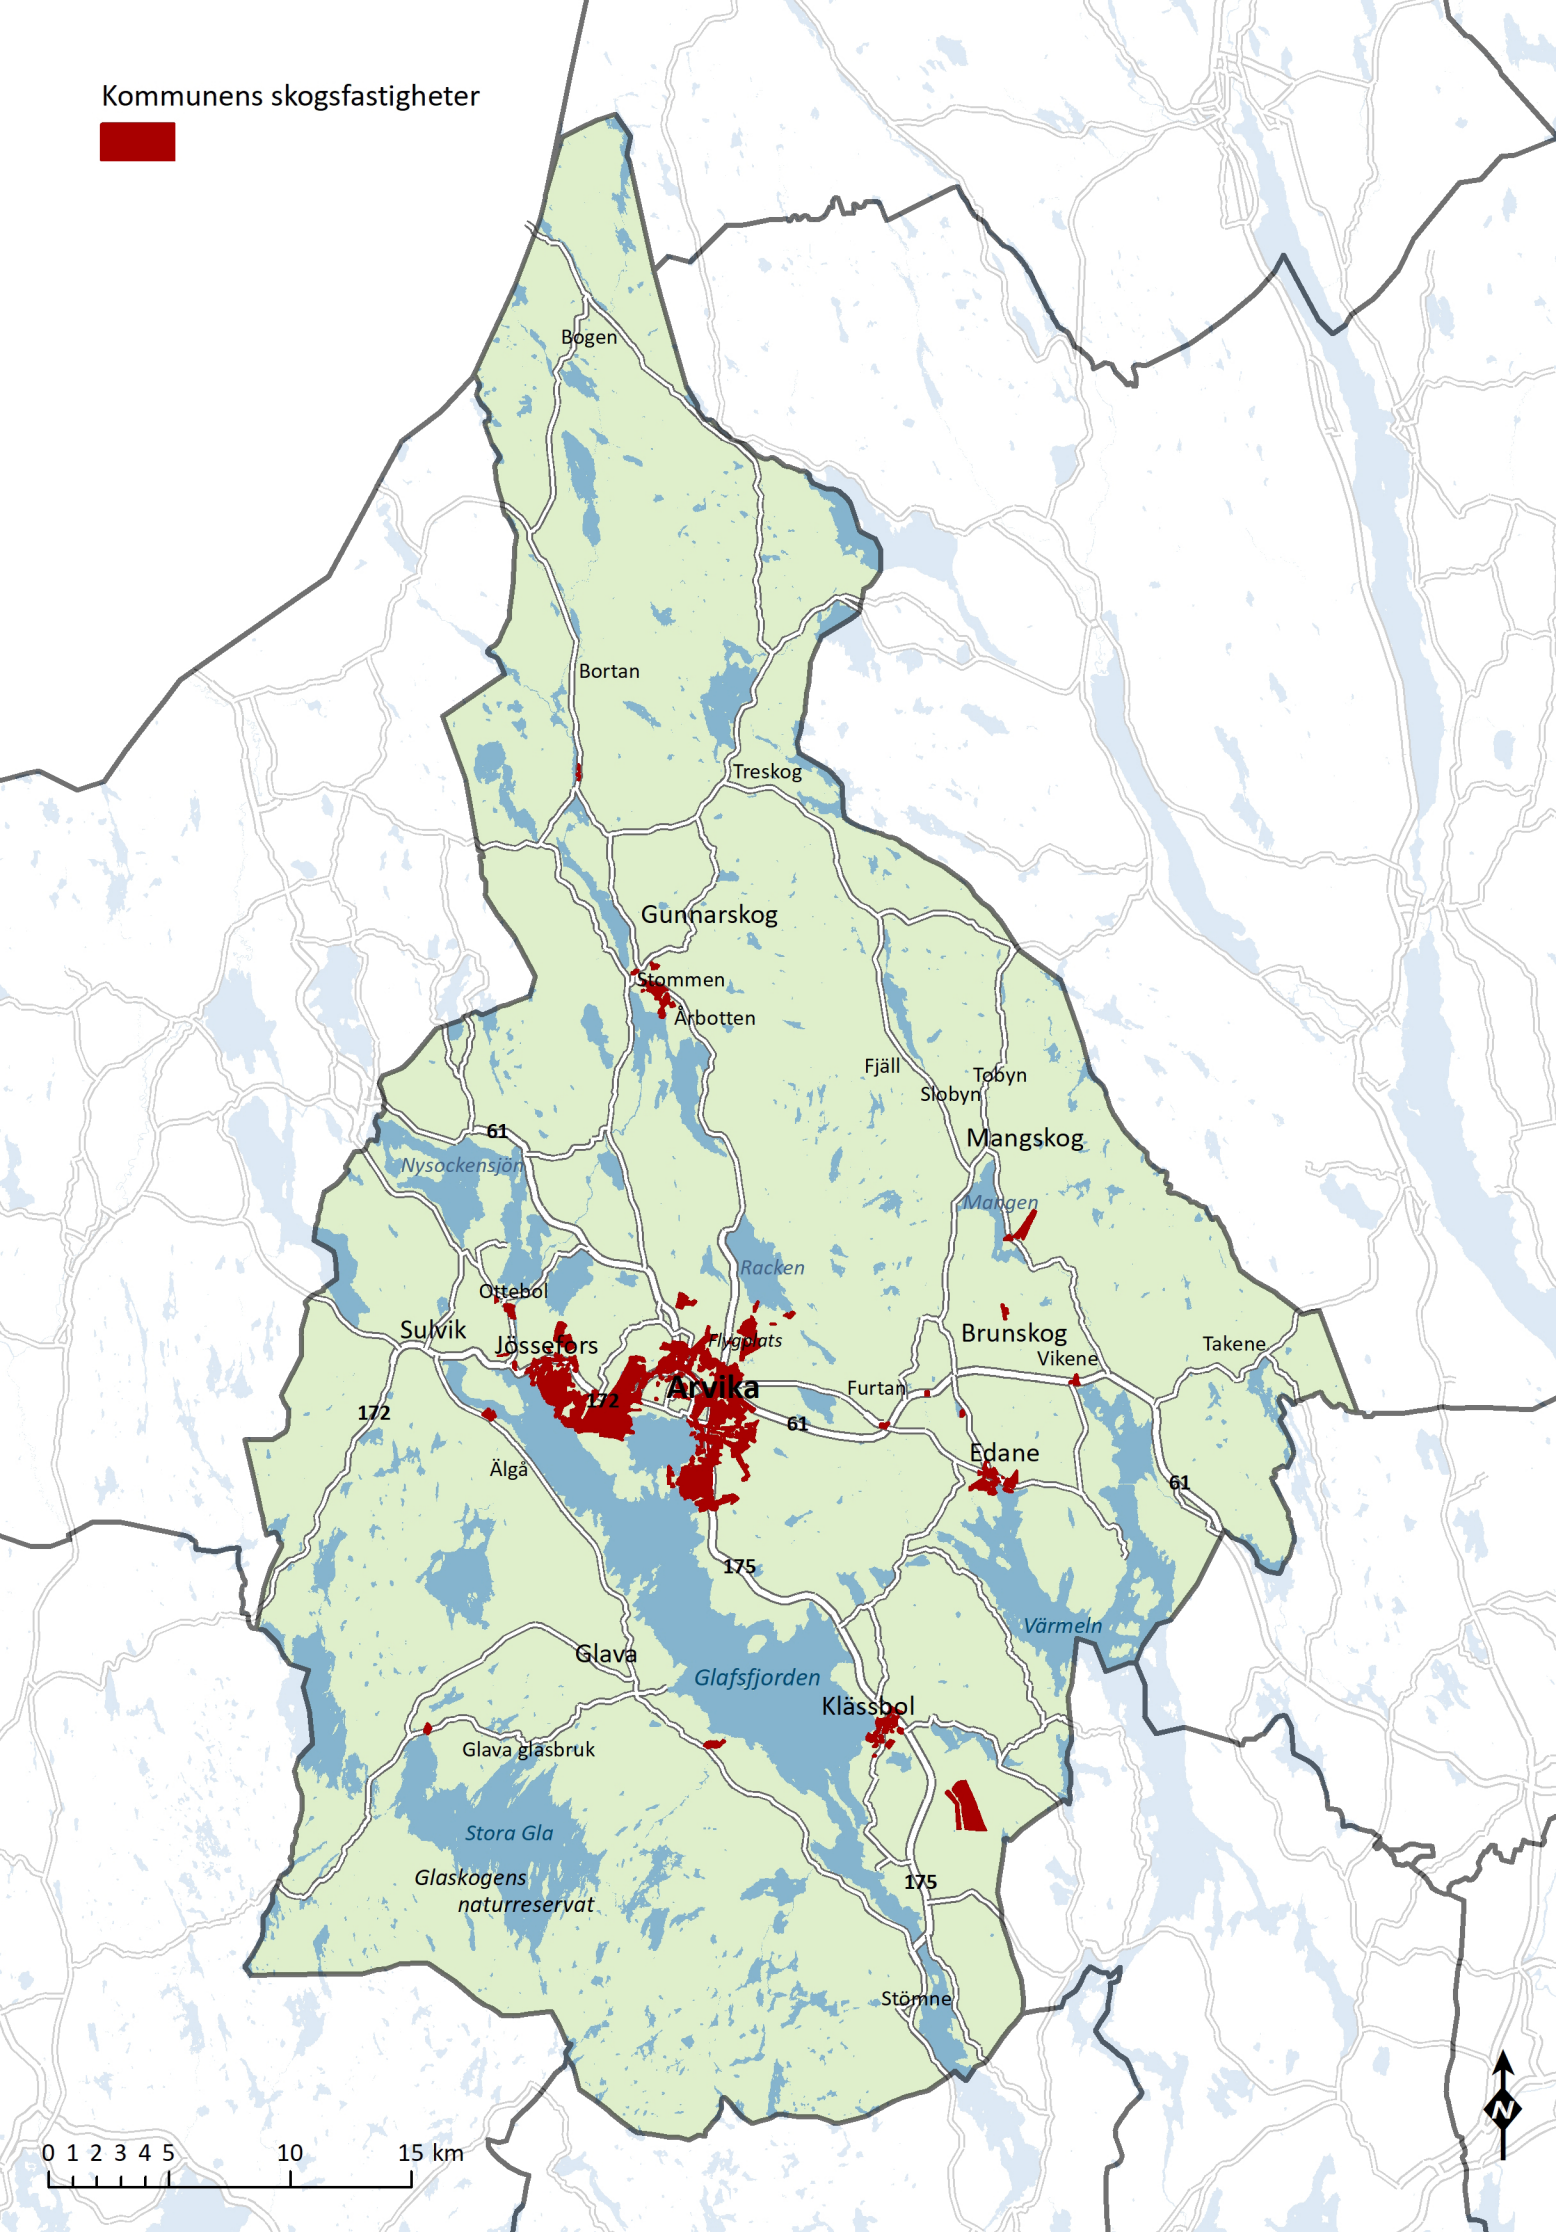 Kommunens skogsfastigheter
Bogen
Bortan
Treskog
Gunnarskog
Stommen
Årbotten
Fjäll
Tobyn
Slobyn
61
Mangskog
Nysockensjön
Mangen
Racken
Ottebol
Sulvik
Jössefors
Flygplats
Brunskog
Takene
Vikene
Arvika
Furtan
172
172
61
Edane
Älgå
61
175
Värmeln
Glava
Glafsfjorden
Klässbol
Glava glasbruk
Stora Gla
Glaskogens
naturreservat
175
Stömne
N
0 1 2 3 4 5 10 15 km